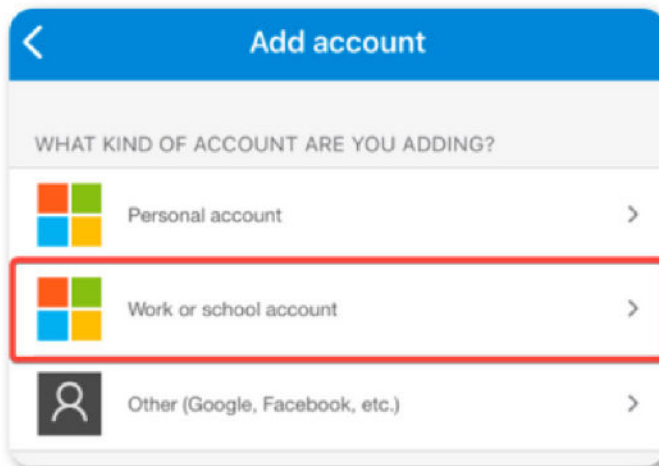 Add account
WHAT KIND OF ACCOUNT ARE YOU ADDING?
Personal account
Work or school account
Other (Google, Facebook, etc.)